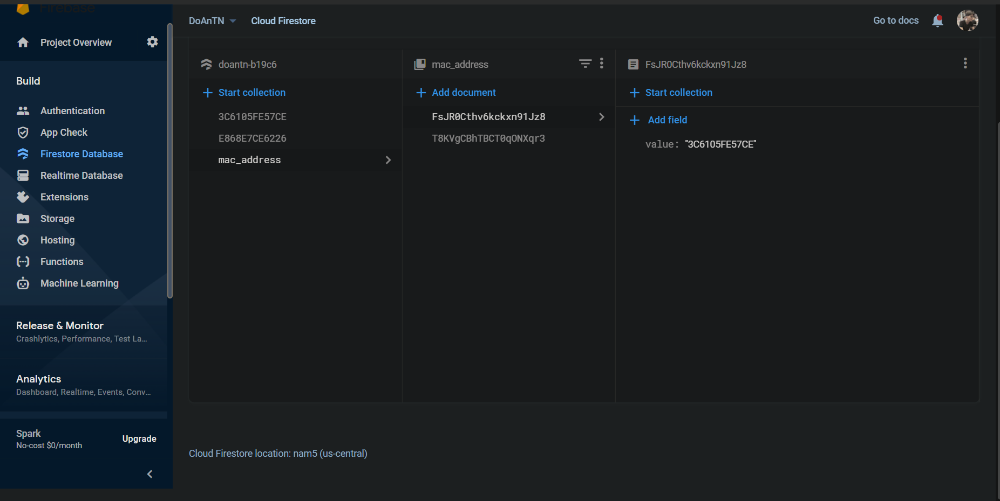 Firebase
Project Overview
Build
Authentication
App Check
Firestore Database
Realtime Database
Extensions
Storage
Hosting
Functions
Machine Learning
Release & Monitor
Crashlytics, Performance, Test La...
Analytics
Dashboard, Realtime, Events, Conv...
Spark
No-cost $0/month
Upgrade
DoAnTN
Cloud Firestore
Go to docs
doantn-b19c6
Start collection
3C6105FE57CE
E868E7CE6226
mac_address
mac_address
Add document
FsJR0Cthv6kckxn91Jz8
T8KVgCBhTBCT0qONXqr3
FsJR0Cthv6kckxn91Jz8
Start collection
Add field
value: "3C6105FE57CE"
Cloud Firestore location: nam5 (us-central)